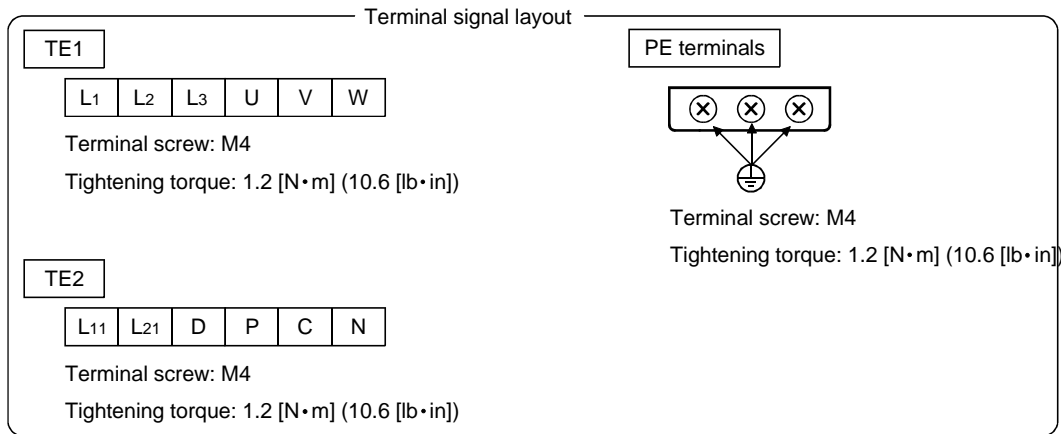 Terminal signal layout
TE1
L1 L2 L3 U V W
Terminal screw: M4
Tightening torque: 1.2 [N•m] (10.6 [lb•in])
TE2
L11 L21 D P C N
Terminal screw: M4
Tightening torque: 1.2 [N•m] (10.6 [lb•in])
PE terminals
Terminal screw: M4
Tightening torque: 1.2 [N•m] (10.6 [lb•in])